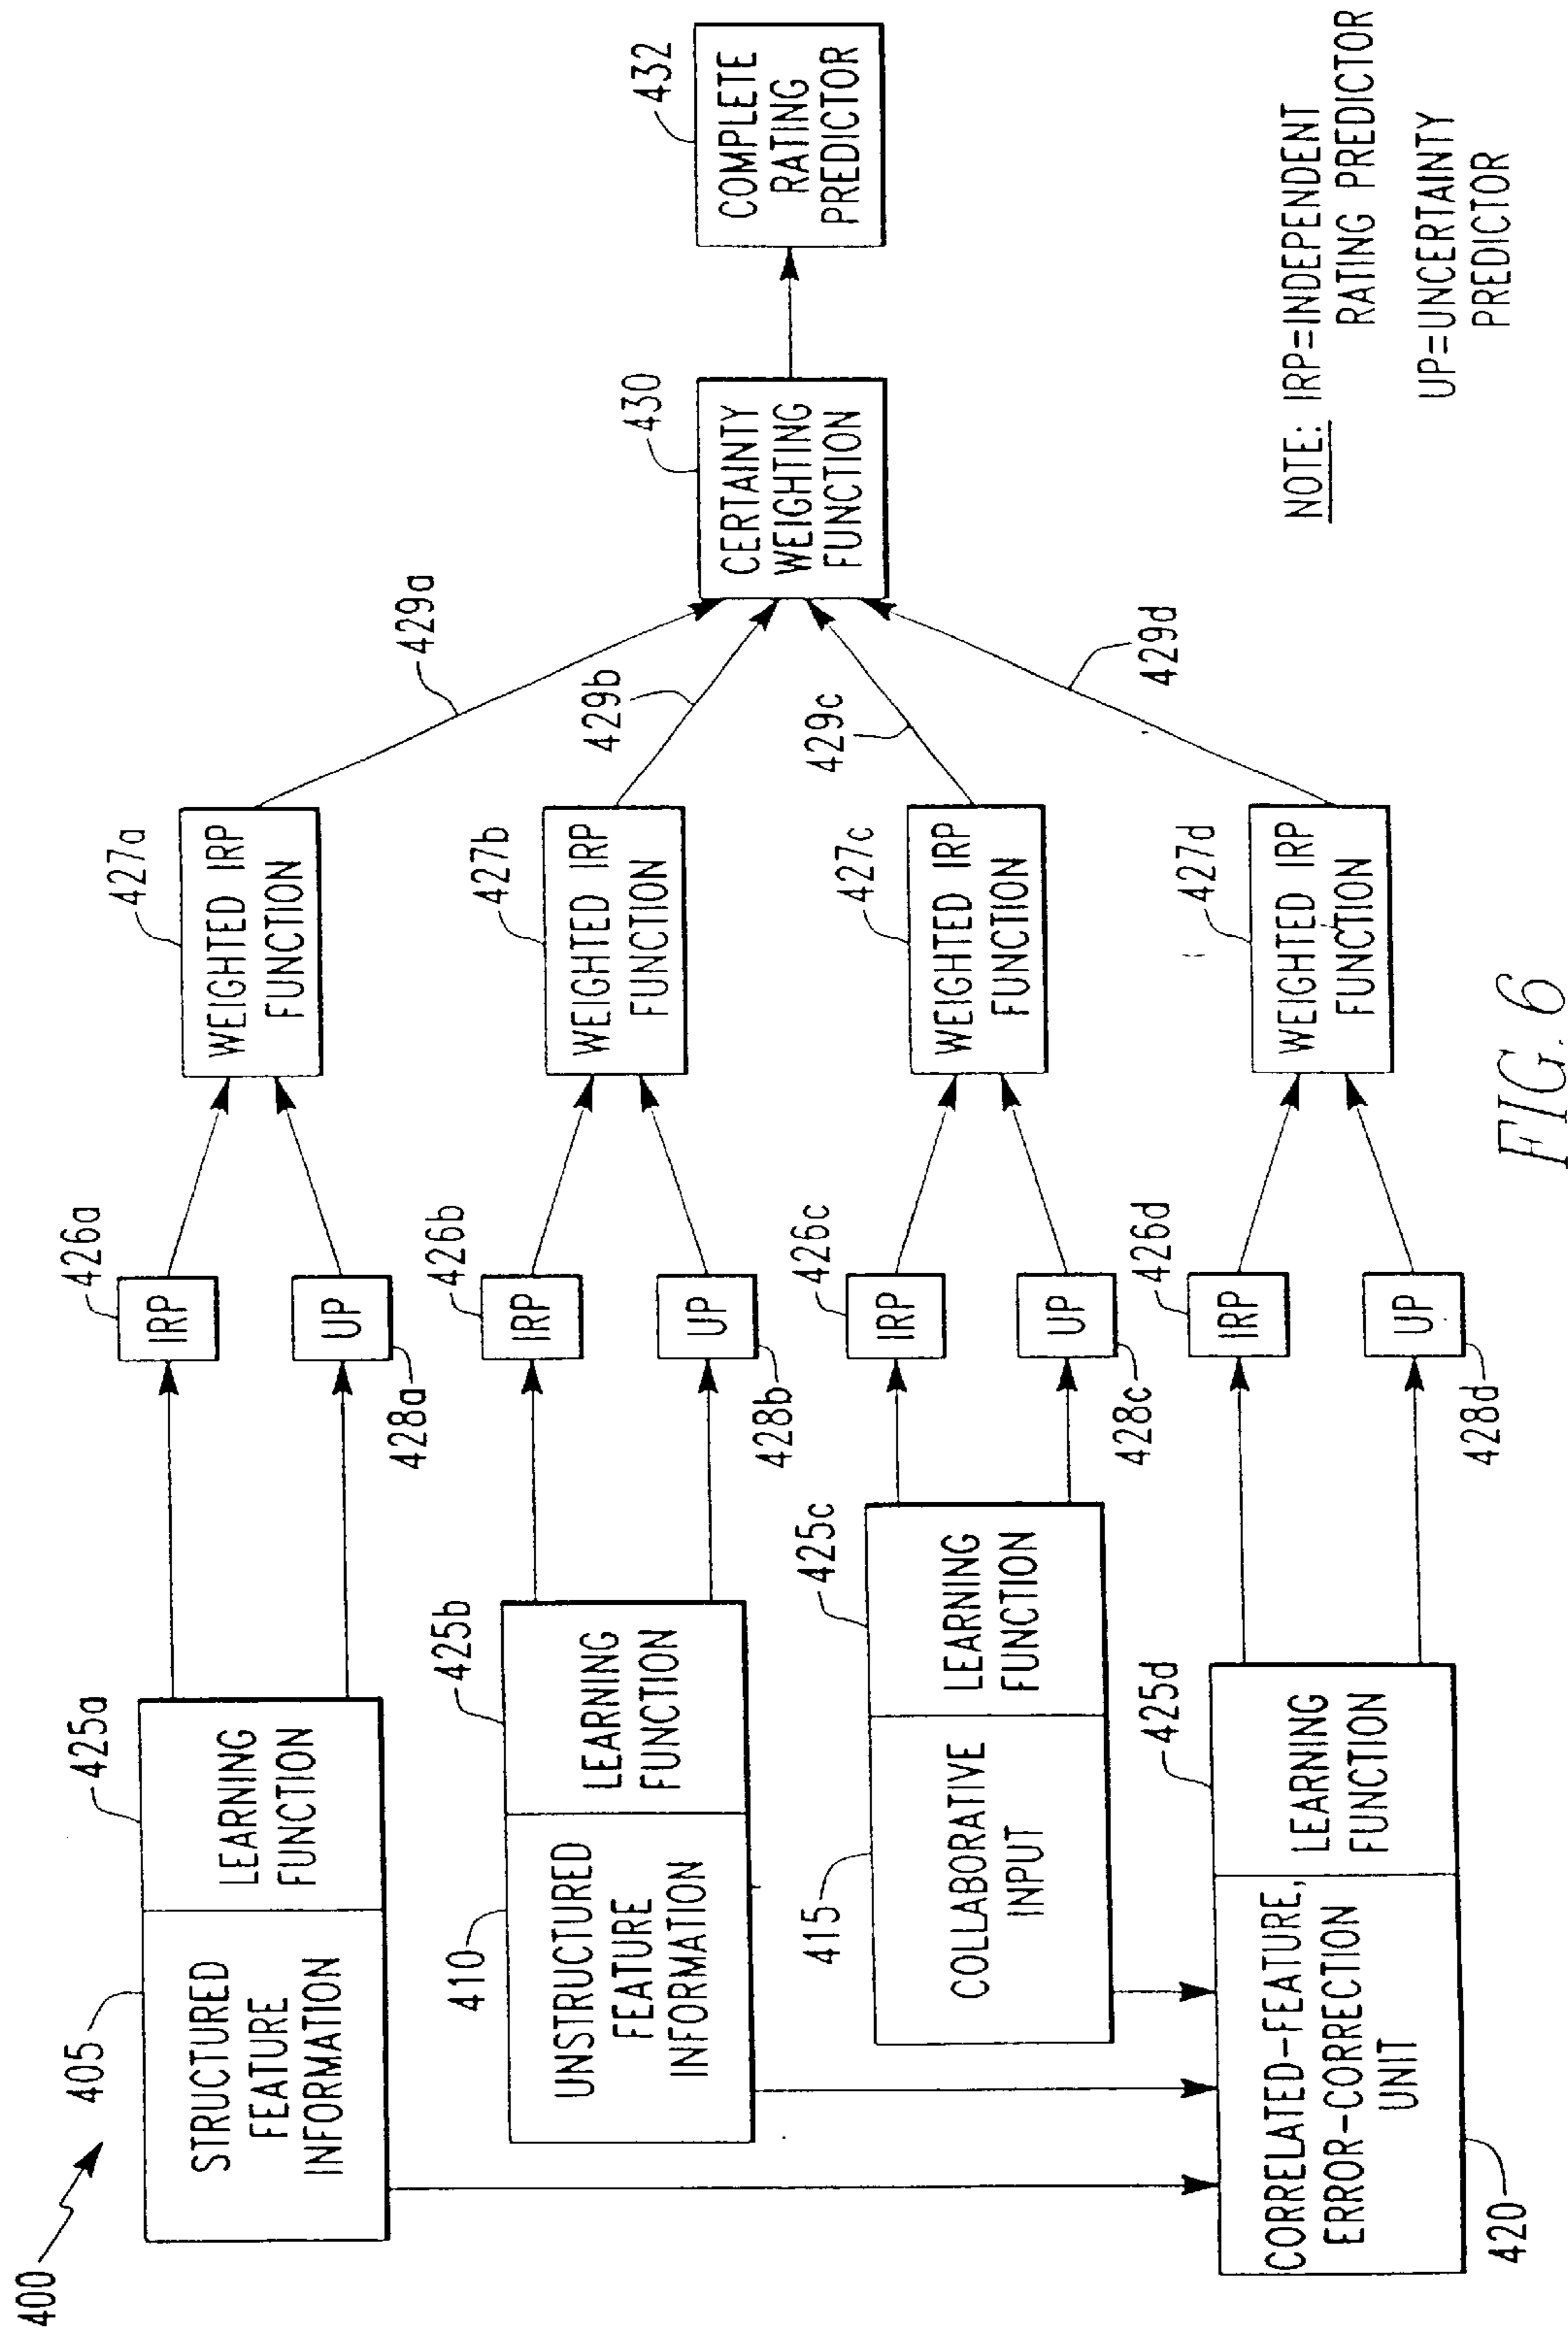 400
405
STRUCTURED
FEATURE
INFORMATION
425a
LEARNING
FUNCTION
426a
IRP
UP
428a
427a
WEIGHTED IRP
FUNCTION
429a
410
UNSTRUCTURED
FEATURE
INFORMATION
425b
LEARNING
FUNCTION
426b
IRP
UP
428b
427b
WEIGHTED IRP
FUNCTION
429b
415
COLLABORATIVE
INPUT
425c
LEARNING
FUNCTION
426c
IRP
UP
428c
427c
WEIGHTED IRP
FUNCTION
429c
CORRELATED-FEATURE,
ERROR-CORRECTION
UNIT
420
425d
LEARNING
FUNCTION
426d
IRP
UP
428d
427d
WEIGHTED IRP
FUNCTION
429d
430
CERTAINTY
WEIGHTING
FUNCTION
432
COMPLETE
RATING
PREDICTOR
NOTE: IRP=INDEPENDENT
RATING PREDICTOR
UP=UNCERTAINTY
PREDICTOR
FIG. 6